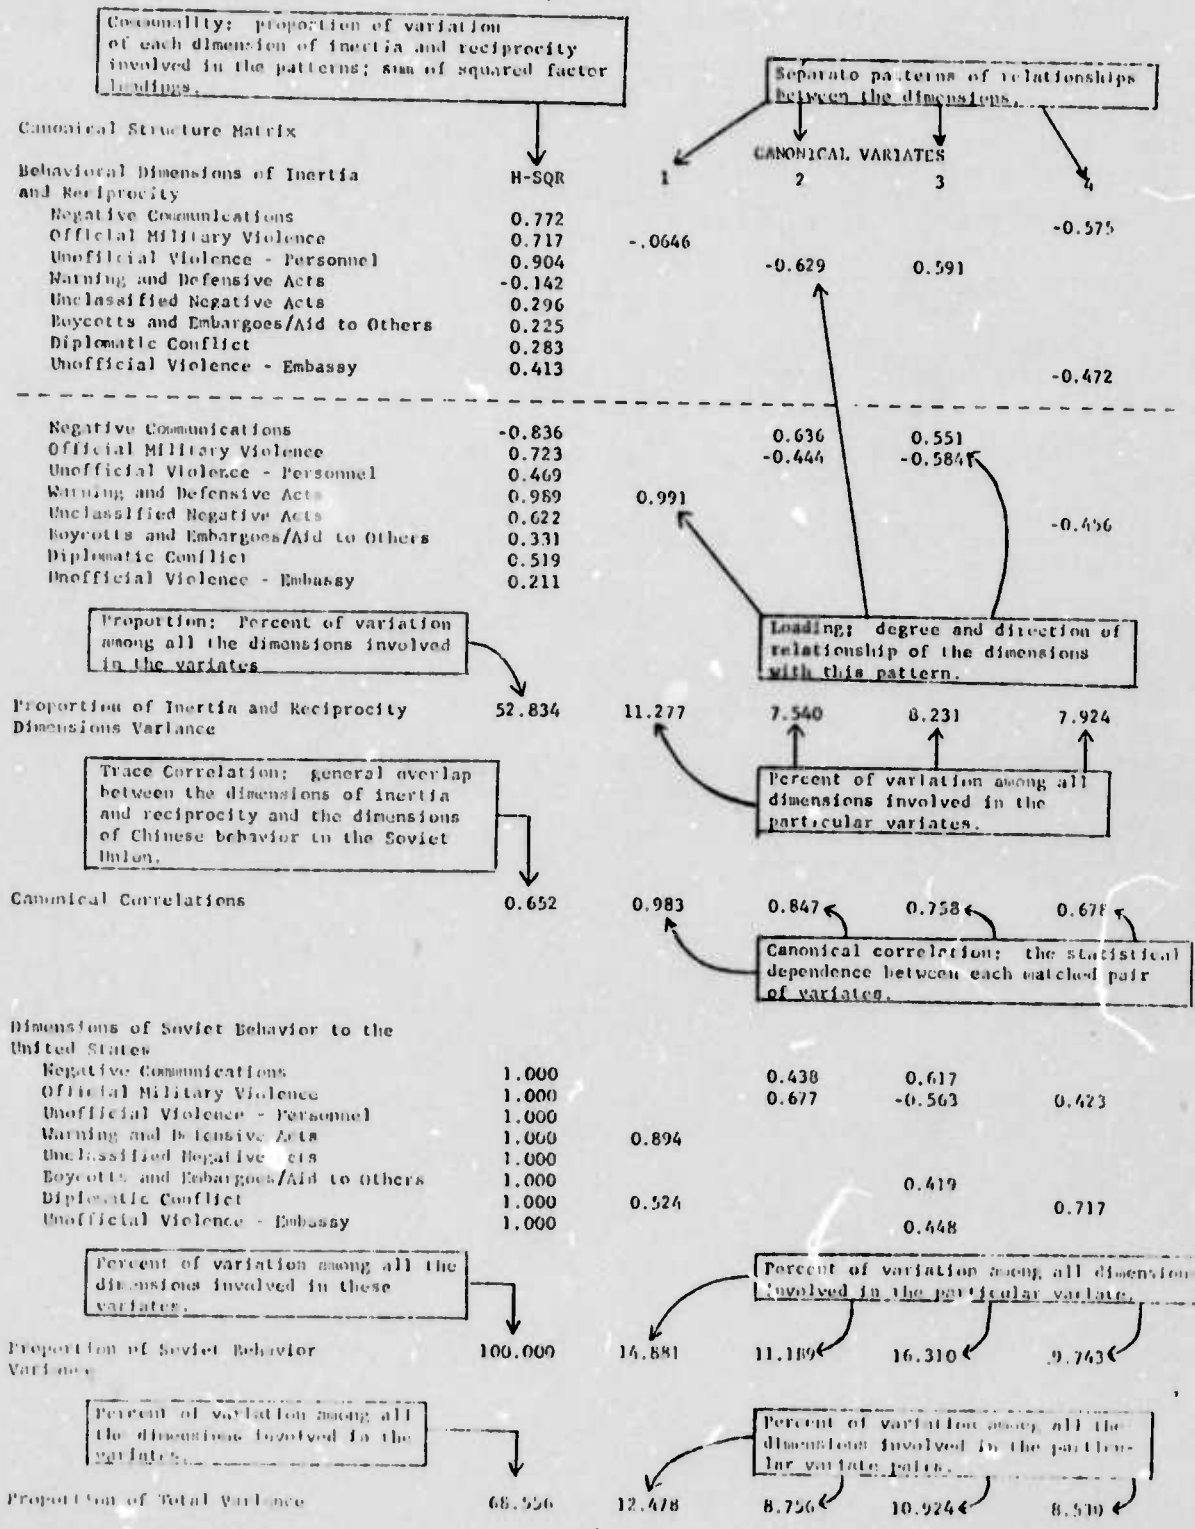 Communality: proportion of variation
of each dimension of inertia and reciprocity
involved in the patterns; sum of squared factor
loadings.
Separate patterns of relationships
between the dimensions.
Canonical Structure Matrix
CANONICAL VARIATES
Behavioral Dimensions of Inertia H-SQR 1 2 3 4
and Reciprocity
Negative Communications 0.772 -0.575
Official Military Violence 0.717 -.0646
Unofficial Violence - Personnel 0.904 -0.629 0.591
Warning and Defensive Acts -0.142
Unclassified Negative Acts 0.296
Boycotts and Embargoes/Aid to Others 0.225
Diplomatic Conflict 0.283
Unofficial Violence - Embassy 0.413 -0.472
Negative Communications -0.836 0.636 0.551
Official Military Violence 0.723 -0.444 -0.584
Unofficial Violence - Personnel 0.469
Warning and Defensive Acts 0.989 0.991
Unclassified Negative Acts 0.622 -0.456
Boycotts and Embargoes/Aid to Others 0.331
Diplomatic Conflict 0.519
Unofficial Violence - Embassy 0.211
Proportion: Percent of variation
among all the dimensions involved
in the variates
Loading; degree and direction of
relationship of the dimensions
with this pattern.
Proportion of Inertia and Reciprocity 52.834 11.277 7.540 8.231 7.924
Dimensions Variance
Trace Correlation: general overlap
between the dimensions of inertia
and reciprocity and the dimensions
of Chinese behavior to the Soviet
Union.
Percent of variation among all
dimensions involved in the
particular variates.
Canonical Correlations 0.652 0.983 0.847 0.758 0.678
Canonical correlation: the statistical
dependence between each matched pair
of variates.
Dimensions of Soviet Behavior to the
United States
Negative Communications 1.000 0.438 0.617
Official Military Violence 1.000 0.677 -0.563 0.423
Unofficial Violence - Personnel 1.000
Warning and Defensive Acts 1.000 0.894
Unclassified Negative Acts 1.000
Boycotts and Embargoes/Aid to Others 1.000 0.419
Diplomatic Conflict 1.000 0.524 0.717
Unofficial Violence - Embassy 1.000 0.448
Percent of variation among all the
dimensions involved in these
variates.
Percent of variation among all dimension
involved in the particular variate.
Proportion of Soviet Behavior 100.000 14.881 11.189 16.310 9.743
Variance
Percent of variation among all
the dimensions involved in the
variates.
Percent of variation among all the
dimensions involved in the particu-
lar variate pairs.
Proportion of Total Variance 12.478 8.756 10.924